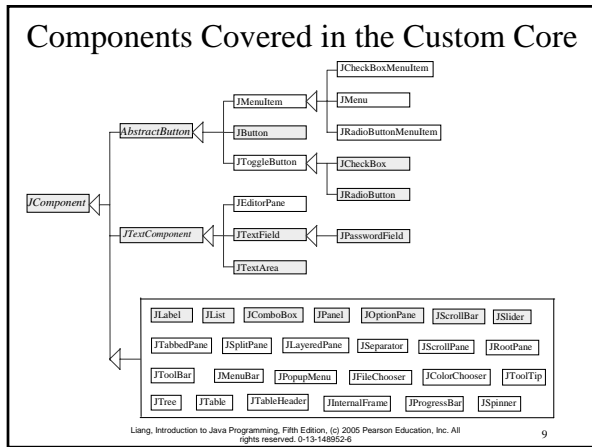 Components Covered in the Custom Core
JCheckBoxMenuItem
JMenuItem
JMenu
AbstractButton
JButton
JRadioButtonMenuItem
JToggleButton
JCheckBox
JComponent
JRadioButton
JEditorPane
JTextComponent
JTextField
JPasswordField
JTextArea
JLabel JList JComboBox JPanel JOptionPane JScrollBar JSlider
JTabbedPane JSplitPane JLayeredPane JSeparator JScrollPane JRootPane
JToolBar JMenuBar JPopupMenu JFileChooser JColorChooser JToolTip
JTree JTable JTableHeader JInternalFrame JProgressBar JSpinner
Liang, Introduction to Java Programming, Fifth Edition, (c) 2005 Pearson Education, Inc. All
rights reserved. 0-13-148952-6
9